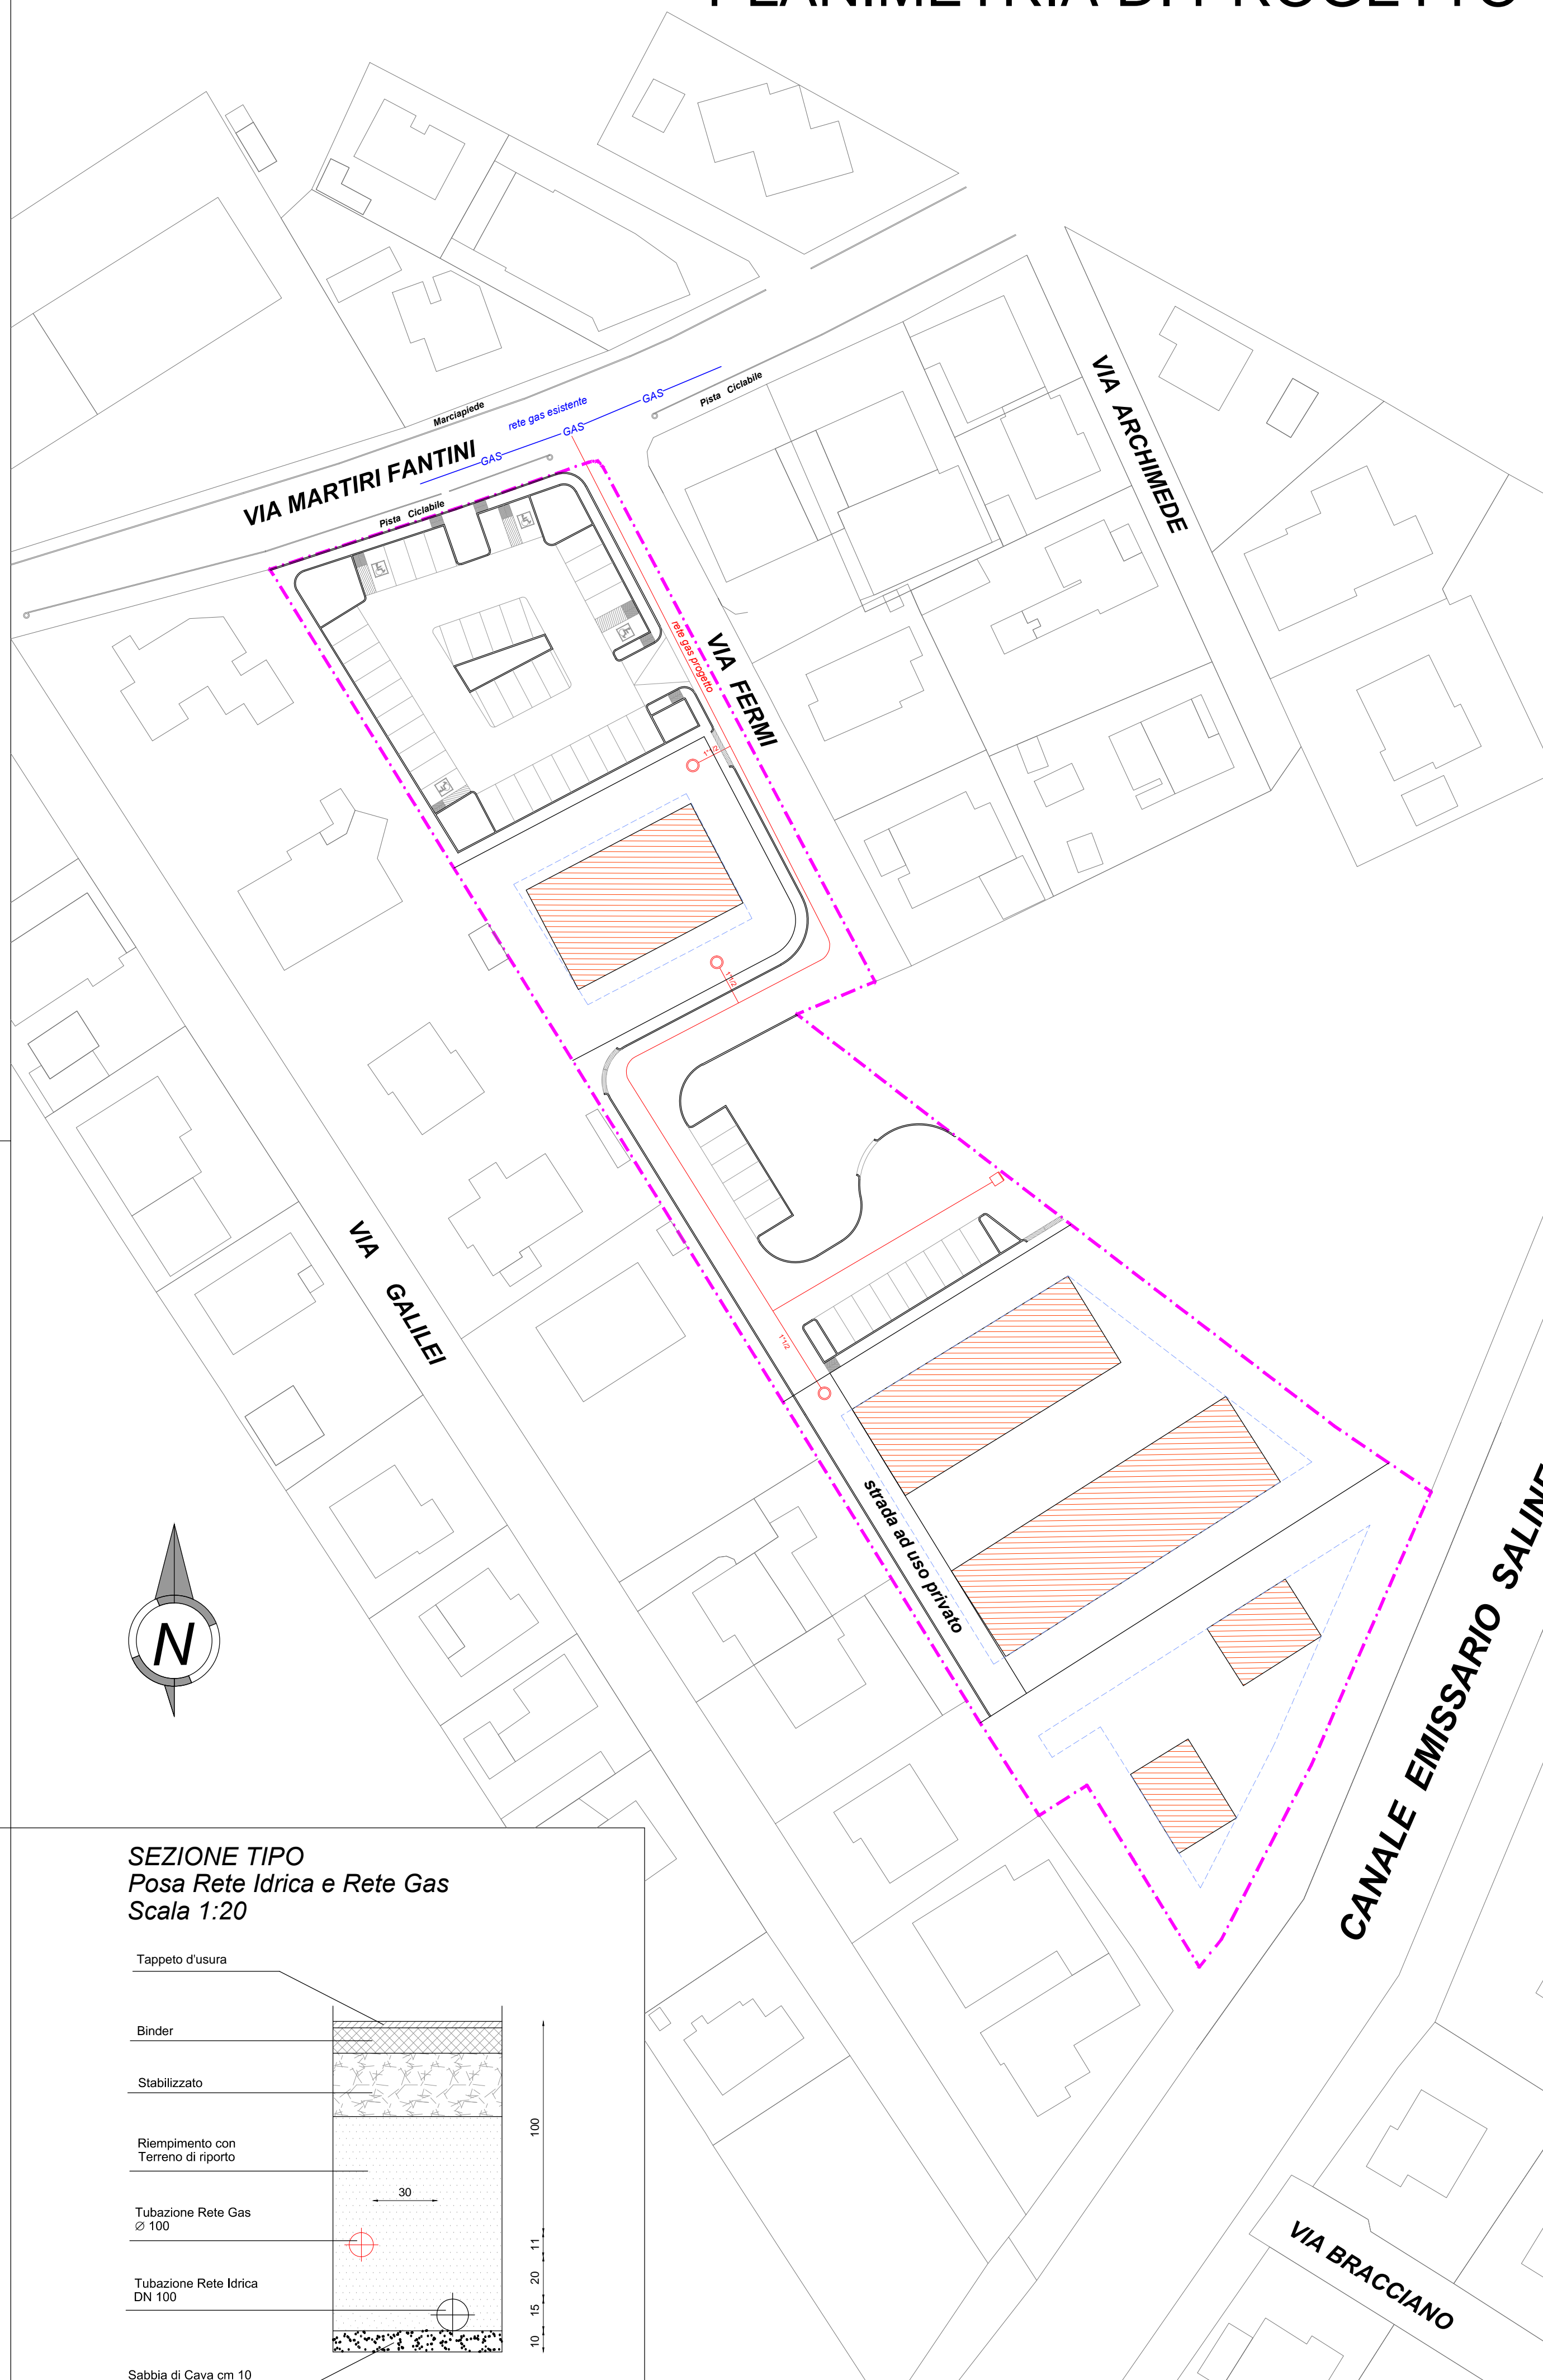 PLANIMETRIA DI PROGETTO
Marciapiede
rete gas esistente
GAS
GAS
GAS
Pista Ciclabile
VIA MARTIRI FANTINI
Pista Ciclabile
VIA ARCHIMEDE
rete gas progetto
VIA FERMI
1"1/2
1"1/2
VIA GALILEI
1"1/2
strada ad uso privato
N
CANALE EMISSARIO SALINE
VIA BRACCIANO
SEZIONE TIPO
Posa Rete Idrica e Rete Gas
Scala 1:20
Tappeto d'usura
Binder
Stabilizzato
Riempimento con
Terreno di riporto
Tubazione Rete Gas
∅ 100
Tubazione Rete Idrica
DN 100
Sabbia di Cava cm 10
30
100
11
20
15
10